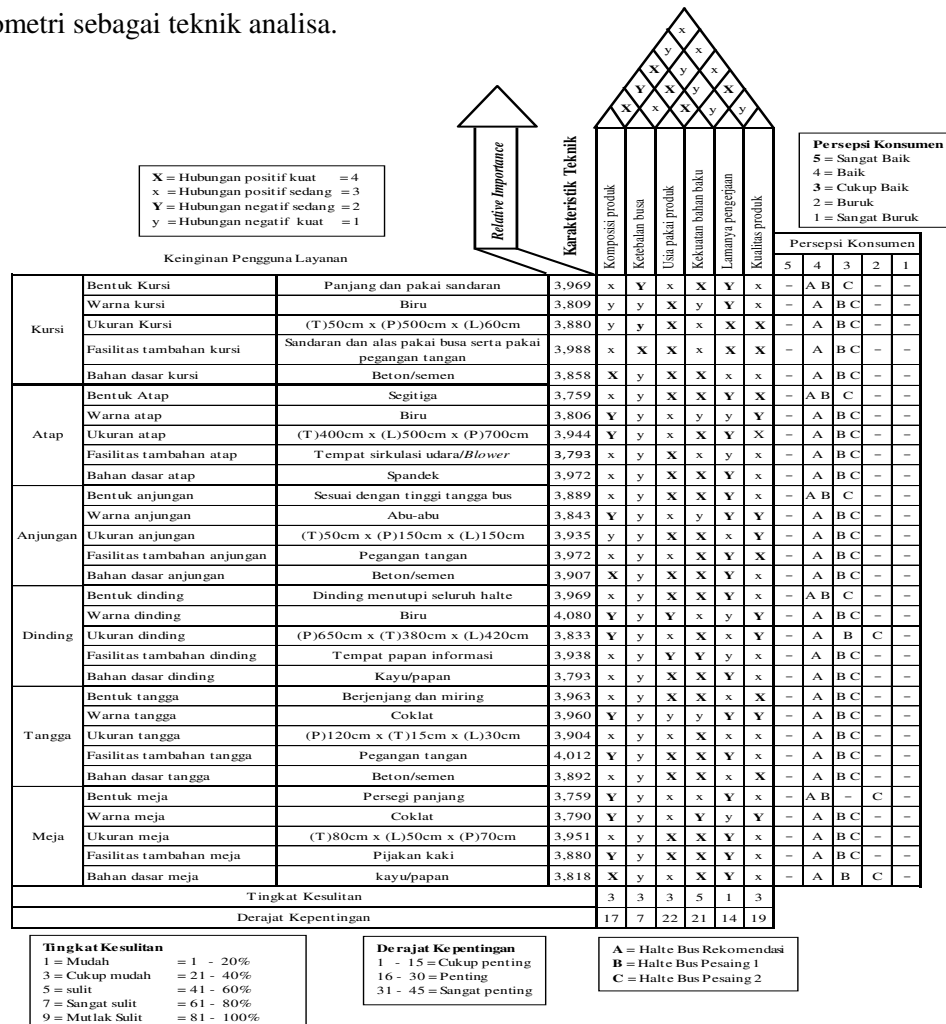 ometri sebagai teknik analisa.
x
y x
X y x
Y X y X
X x X y y
X = Hubungan positif kuat = 4
x = Hubungan positif sedang = 3
Y = Hubungan negatif sedang = 2
y = Hubungan negatif kuat = 1
Relative Importance
Karakteristik Teknik
Komposisi produk
Ketebalan busa
Usia pakai produk
Kekuatan bahan baku
Lamanya pengerjaan
Kualitas produk
Persepsi Konsumen
5 = Sangat Baik
4 = Baik
3 = Cukup Baik
2 = Buruk
1 = Sangat Buruk
Keinginan Pengguna Layanan
Persepsi Konsumen
5 4 3 2 1
Kursi
Bentuk Kursi Panjang dan pakai sandaran 3,969 x Y x X Y x - A B C - -
Warna kursi Biru 3,809 y y X y Y x - A B C - -
Ukuran Kursi (T)50cm x (P)500cm x (L)60cm 3,880 y y X x X X - A B C - -
Fasilitas tambahan kursi Sandaran dan alas pakai busa serta pakai pegangan tangan 3,988 x X X x X X - A B C - -
Bahan dasar kursi Beton/semen 3,858 X y X X x x - A B C - -
Atap
Bentuk Atap Segitiga 3,759 x y X X Y X - A B C - -
Warna atap Biru 3,806 Y y x y y Y - A B C - -
Ukuran atap (T)400cm x (L)500cm x (P)700cm 3,944 Y y x X Y X - A B C - -
Fasilitas tambahan atap Tempat sirkulasi udara/Blower 3,793 x y X x y x - A B C - -
Bahan dasar atap Spandek 3,972 x y X X Y x - A B C - -
Anjungan
Bentuk anjungan Sesuai dengan tinggi tangga bus 3,889 x y X X Y x - A B C - -
Warna anjungan Abu-abu 3,843 Y y x y Y Y - A B C - -
Ukuran anjungan (T)50cm x (P)150cm x (L)150cm 3,935 y y X X x Y - A B C - -
Fasilitas tambahan anjungan Pegangan tangan 3,972 x y x X Y X - A B C - -
Bahan dasar anjungan Beton/semen 3,907 X y X X Y x - A B C - -
Dinding
Bentuk dinding Dinding menutupi seluruh halte 3,969 x y X X Y x - A B C - -
Warna dinding Biru 4,080 Y y Y x y Y - A B C - -
Ukuran dinding (P)650cm x (T)380cm x (L)420cm 3,833 Y y x X x Y - A B C -
Fasilitas tambahan dinding Tempat papan informasi 3,938 x y Y Y y x - A B C - -
Bahan dasar dinding Kayu/papan 3,793 x y X X Y x - A B C - -
Tangga
Bentuk tangga Berjenjang dan miring 3,963 x y X X x X - A B C - -
Warna tangga Coklat 3,960 Y y y y Y Y - A B C - -
Ukuran tangga (P)120cm x (T)15cm x (L)30cm 3,904 x y x X x x - A B C - -
Fasilitas tambahan tangga Pegangan tangan 4,012 Y y X X Y x - A B C - -
Bahan dasar tangga Beton/semen 3,892 x y X X x X - A B C - -
Meja
Bentuk meja Persegi panjang 3,759 Y y x x Y x - A B - C -
Warna meja Coklat 3,790 Y y x Y y Y - A B C - -
Ukuran meja (T)80cm x (L)50cm x (P)70cm 3,951 x y X X Y x - A B C - -
Fasilitas tambahan meja Pijakan kaki 3,880 Y y X X Y x - A B C - -
Bahan dasar meja kayu/papan 3,818 X y x X Y x - A B C -
Tingkat Kesulitan 3 3 3 5 1 3
Derajat Kepentingan 17 7 22 21 14 19
Tingkat Kesulitan
1 = Mudah = 1 - 20%
3 = Cukup mudah = 21 - 40%
5 = sulit = 41 - 60%
7 = Sangat sulit = 61 - 80%
9 = Mutlak Sulit = 81 - 100%
Derajat Kepentingan
1 - 15 = Cukup penting
16 - 30 = Penting
31 - 45 = Sangat penting
A = Halte Bus Rekomendasi
B = Halte Bus Pesaing 1
C = Halte Bus Pesaing 2